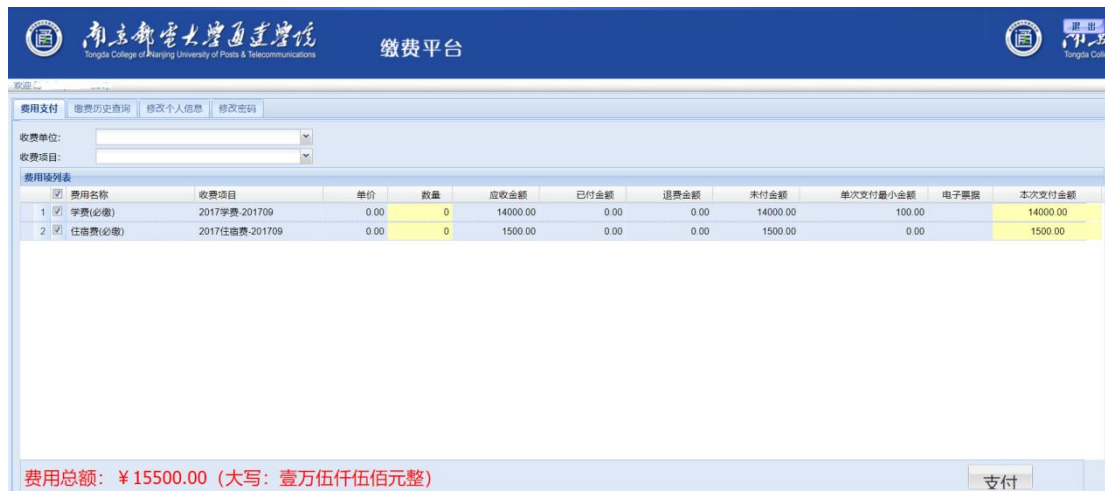 南京邮电大学通达学院
Tongda College of Nanjing University of Posts & Telecommunications
缴费平台
退 出
Tongda Coll
欢迎
费用支付 缴费历史查询 修改个人信息 修改密码
收费单位:
收费项目:
费用项列表
费用名称 收费项目 单价 数量 应收金额 已付金额 退费金额 未付金额 单次支付最小金额 电子票据 本次支付金额
1 学费(必缴) 2017学费-201709 0.00 0 14000.00 0.00 0.00 14000.00 100.00 14000.00
2 住宿费(必缴) 2017住宿费-201709 0.00 0 1500.00 0.00 0.00 1500.00 0.00 1500.00
费用总额: ¥15500.00 (大写: 壹万伍仟伍佰元整)
支付